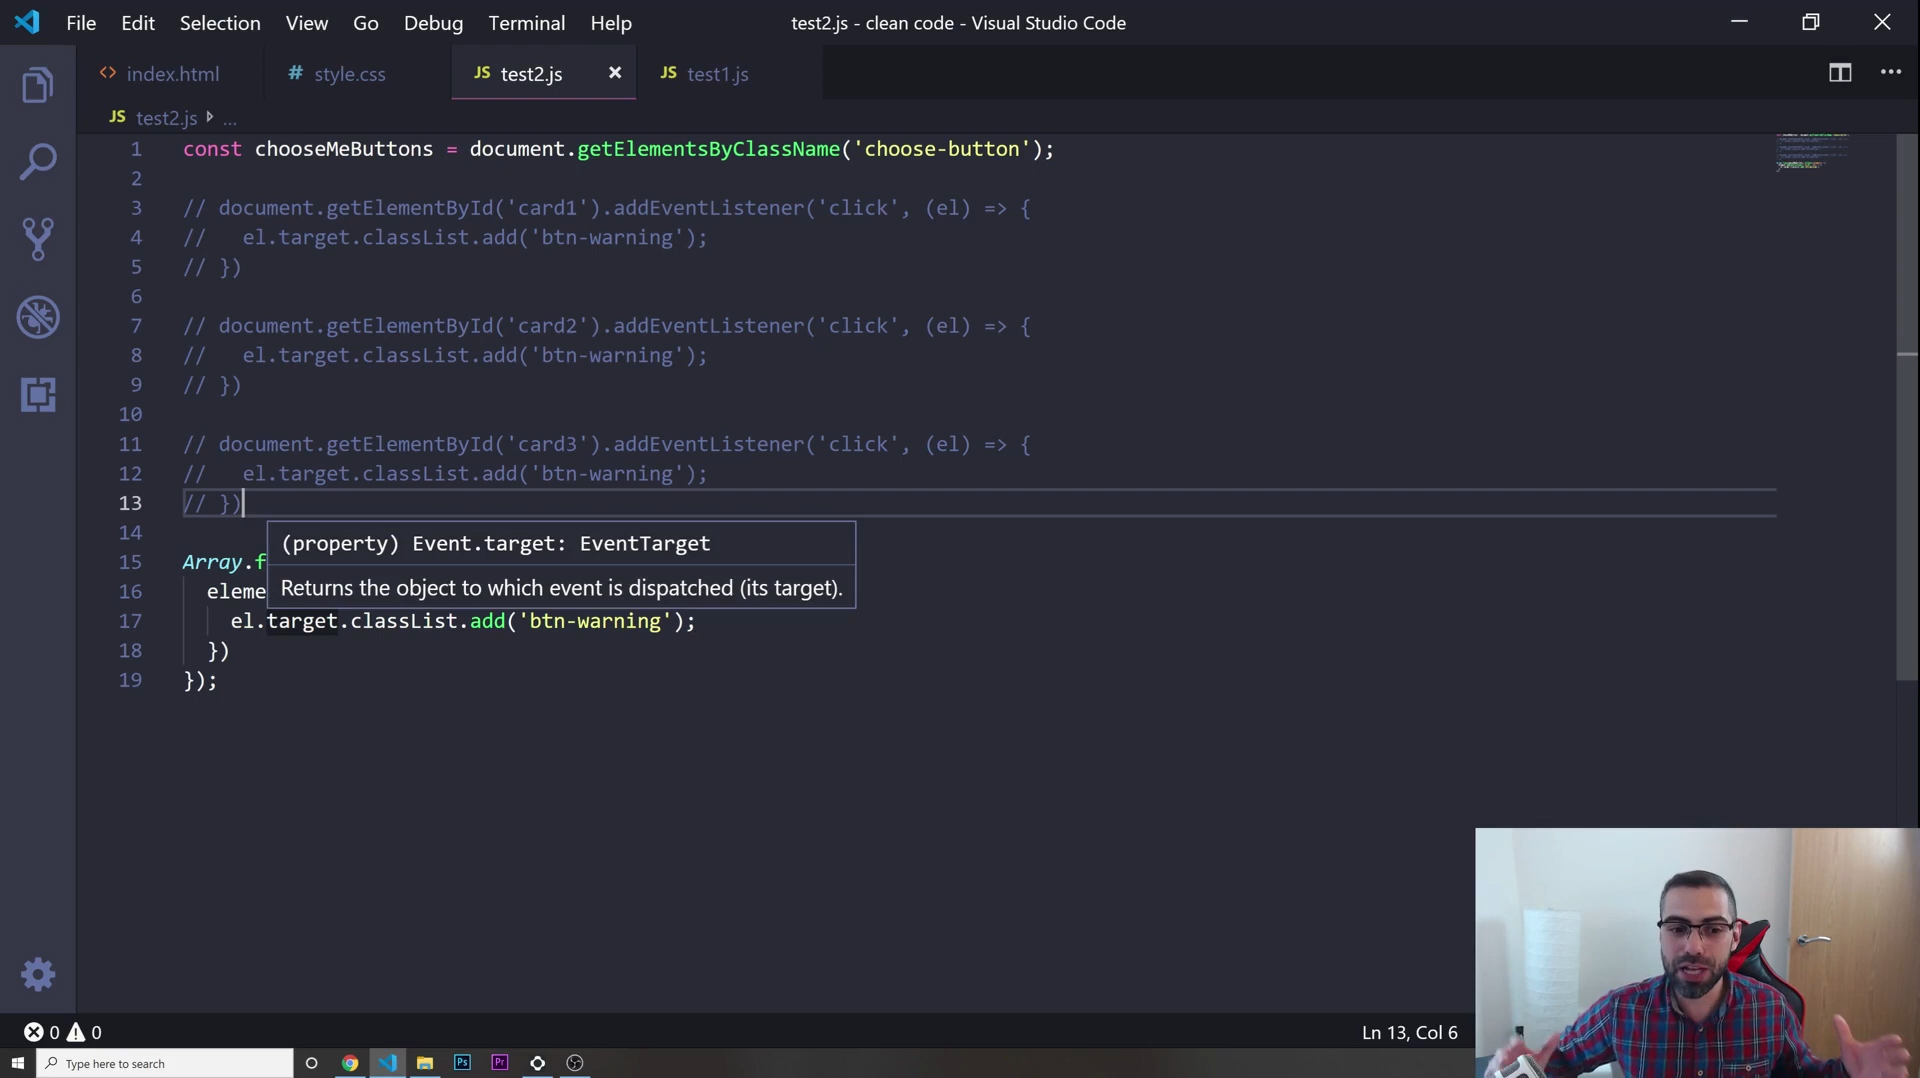 File Edit Selection View Go Debug Terminal Help
test2.js - clean code - Visual Studio Code
<> index.html
# style.css
JS test2.js ×
JS test1.js
JS test2.js ...
1 const chooseMeButtons = document.getElementsByClassName('choose-button');
2
3 // document.getElementById('card1').addEventListener('click', (el) => {
4 //   el.target.classList.add('btn-warning');
5 // })
6
7 // document.getElementById('card2').addEventListener('click', (el) => {
8 //   el.target.classList.add('btn-warning');
9 // })
10
11 // document.getElementById('card3').addEventListener('click', (el) => {
12 //   el.target.classList.add('btn-warning');
13 // })
14
(property) Event.target: EventTarget
15 Array.f
Returns the object to which event is dispatched (its target).
16   eleme
17     el.target.classList.add('btn-warning');
18   })
19 });
0 0
Ln 13, Col 6
Type here to search
Ps
Pr